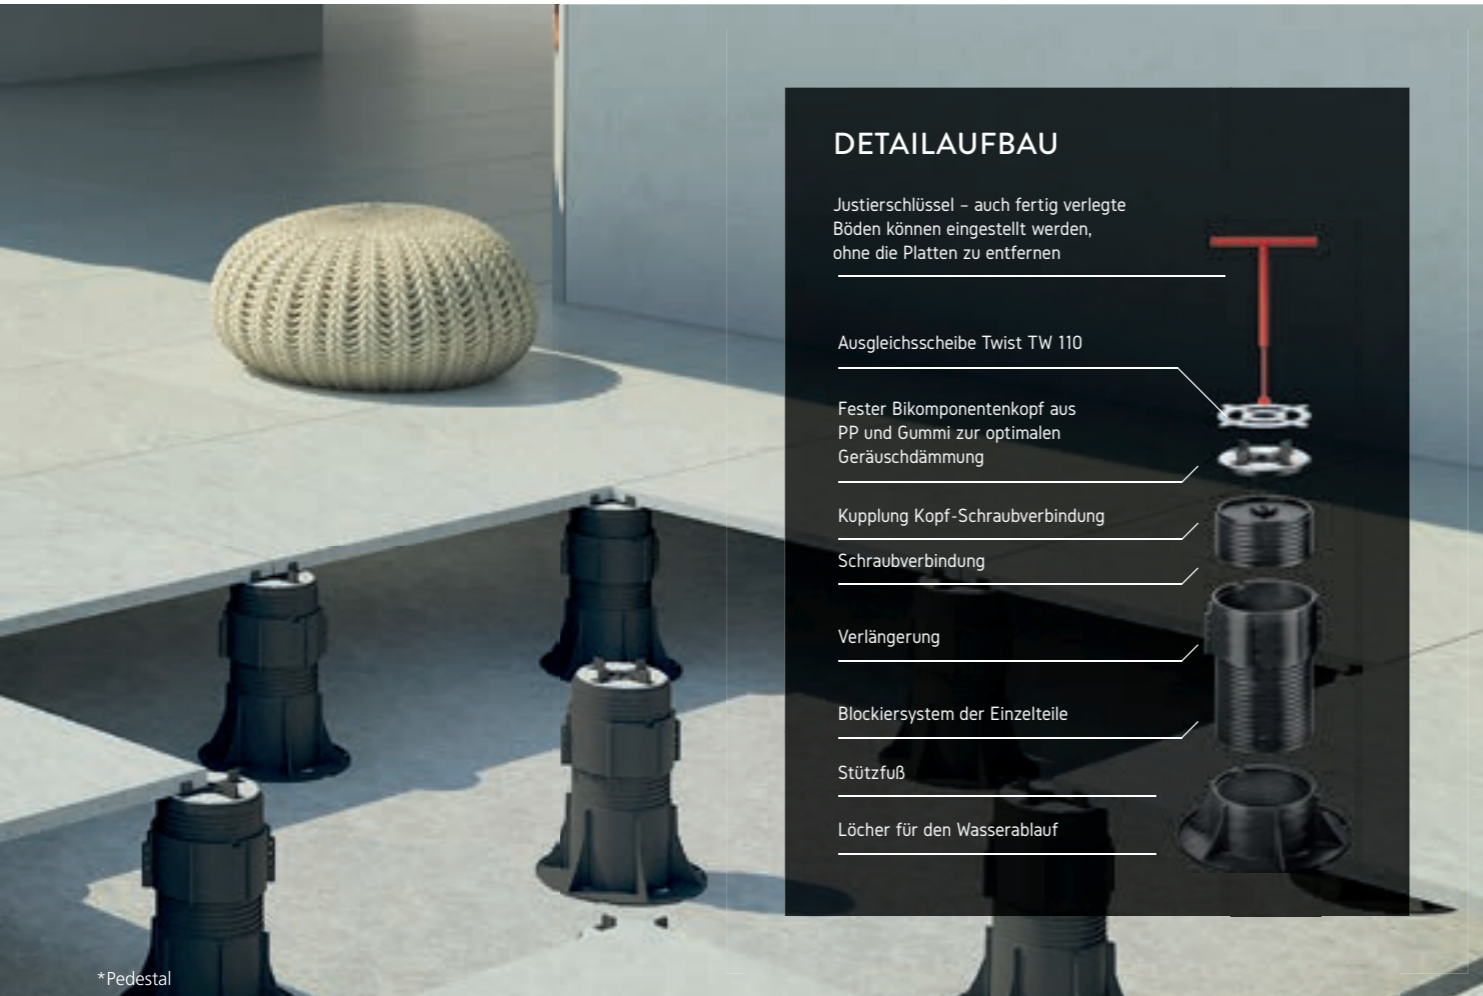 DETAILAUFBAU
Justierschlüssel – auch fertig verlegte
Böden können eingestellt werden,
ohne die Platten zu entfernen
Ausgleichsscheibe Twist TW 110
Fester Bikomponentenkopf aus
PP und Gummi zur optimalen
Geräuschdämmung
Kupplung Kopf-Schraubverbindung
Schraubverbindung
Verlängerung
Blockiersystem der Einzelteile
Stützfuß
Löcher für den Wasserablauf
*Pedestal